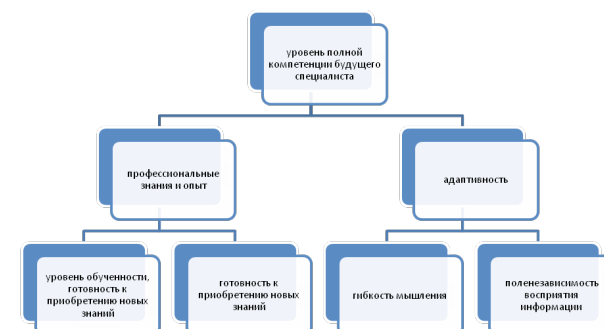 уровень полной
компетенции будущего
специалиста
профессиональные
знания и опыт
адаптивность
уровень обученности,
готовность к
приобретению новых
знаний
готовность к
приобретению новых
знаний
гибкость мышления
поленезависимость
восприятия
информации